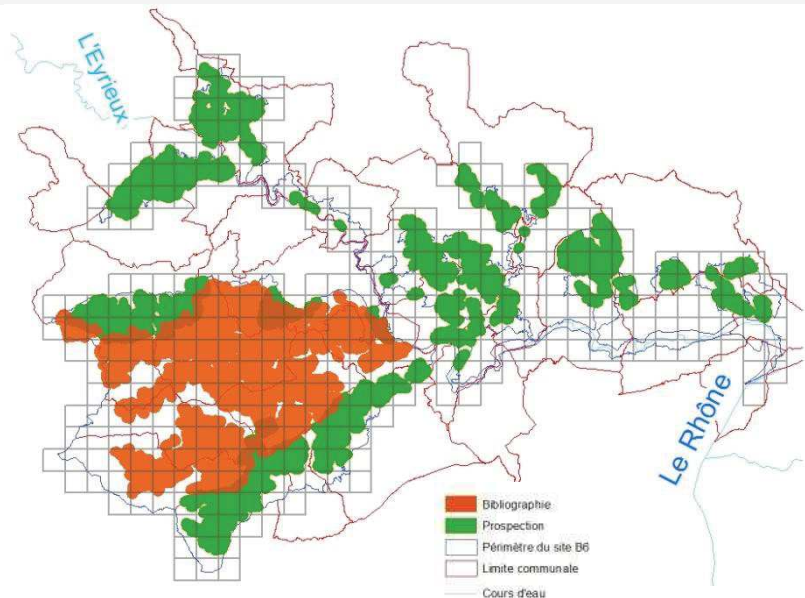 L'Eyrieux
Le Rhône
Bibliographie
Prospection
Périmètre du site B6
Limite communale
Cours d'eau